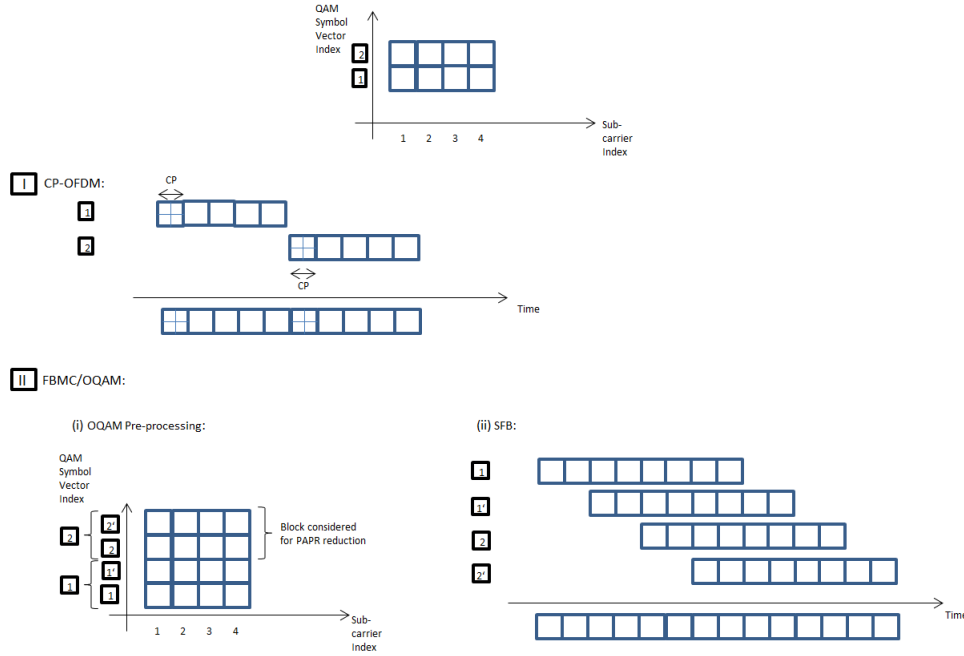 QAM
Symbol
Vector
Index
2
1
1 2 3 4
Sub-
carrier
Index
I CP-OFDM:
CP
1
2
CP
Time
II FBMC/OQAM:
(i) OQAM Pre-processing:
QAM
Symbol
Vector
Index
2 2'
2
1 1'
1
Block considered
for PAPR reduction
1 2 3 4
Sub-
carrier
Index
(ii) SFB:
1
1'
2
2'
Time